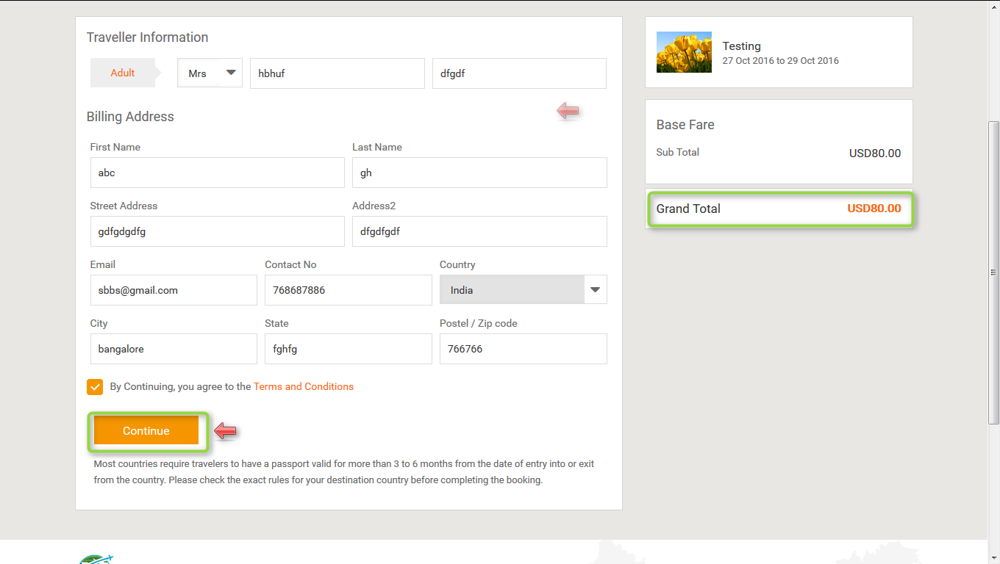 Traveller Information
Adult
Mrs
hbhuf
dfgdf
Billing Address
First Name
Last Name
abc
gh
Street Address
Address2
gdfgdgdfg
dfgdfgdf
Email
Contact No
Country
sbbs@gmail.com
768687886
India
City
State
Postel / Zip code
bangalore
fghfg
766766
By Continuing, you agree to the Terms and Conditions
Continue
Most countries require travelers to have a passport valid for more than 3 to 6 months from the date of entry into or exit
from the country. Please check the exact rules for your destination country before completing the booking.
Testing
27 Oct 2016 to 29 Oct 2016
Base Fare
Sub Total
USD80.00
Grand Total
USD80.00